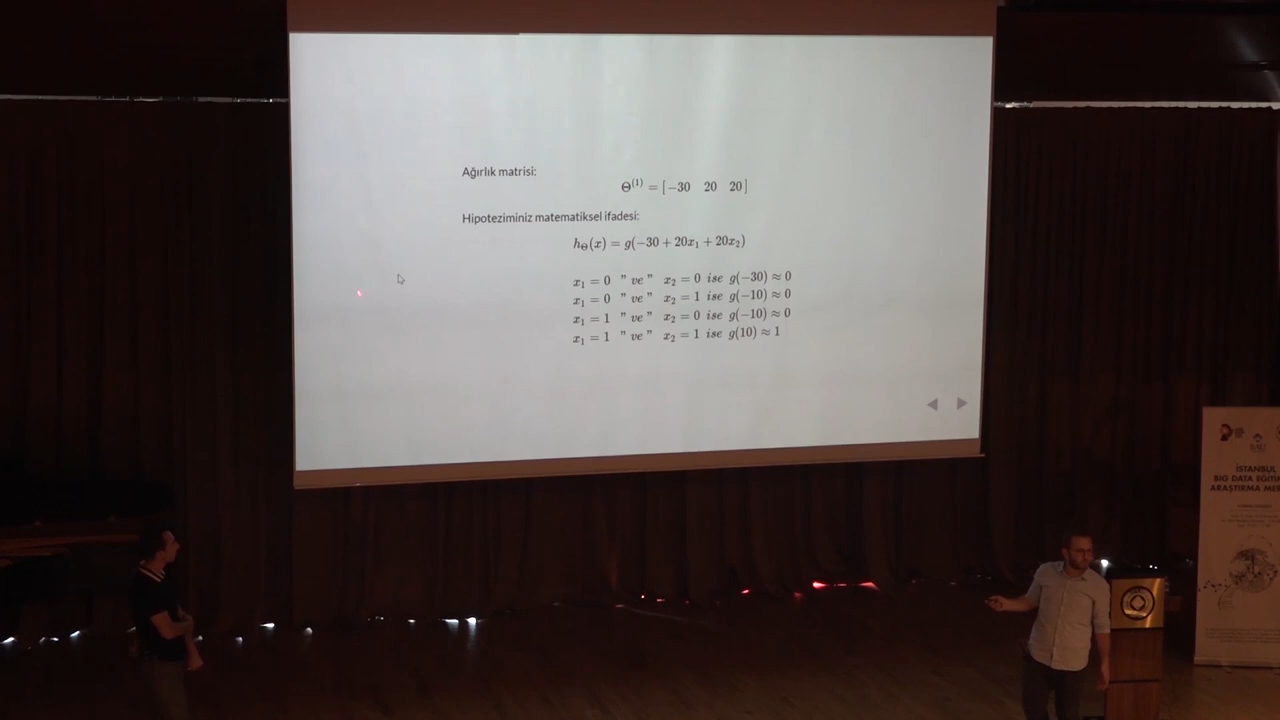 Ağırlık matrisi:
Θ⁽¹⁾ = [−30 20 20]
Hipoteziminiz matematiksel ifadesi:
h_Θ(x) = g(−30 + 20x₁ + 20x₂)
x₁ = 0 " ve " x₂ = 0 ise g(−30) ≈ 0
x₁ = 0 " ve " x₂ = 1 ise g(−10) ≈ 0
x₁ = 1 " ve " x₂ = 0 ise g(−10) ≈ 0
x₁ = 1 " ve " x₂ = 1 ise g(10) ≈ 1
İSTANBUL
BIG DATA EĞİTİ
ARAŞTIRMA ME